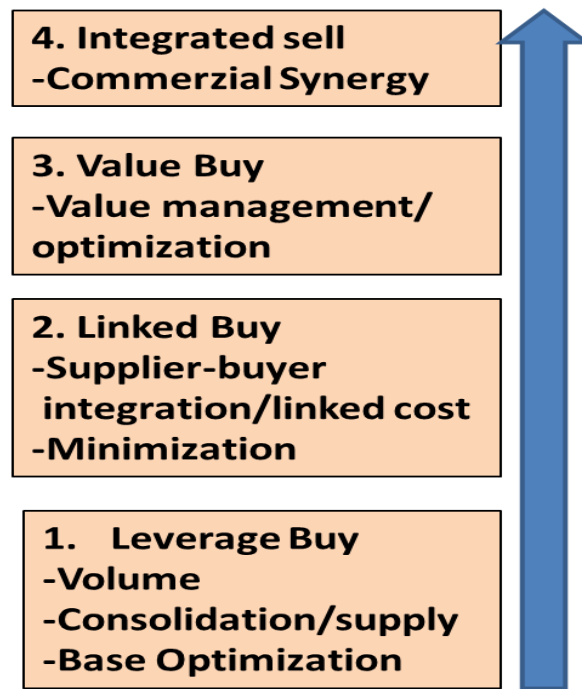 4. Integrated sell
-Commerzial Synergy
3. Value Buy
-Value management/
optimization
2. Linked Buy
-Supplier-buyer
integration/linked cost
-Minimization
1. Leverage Buy
-Volume
-Consolidation/supply
-Base Optimization